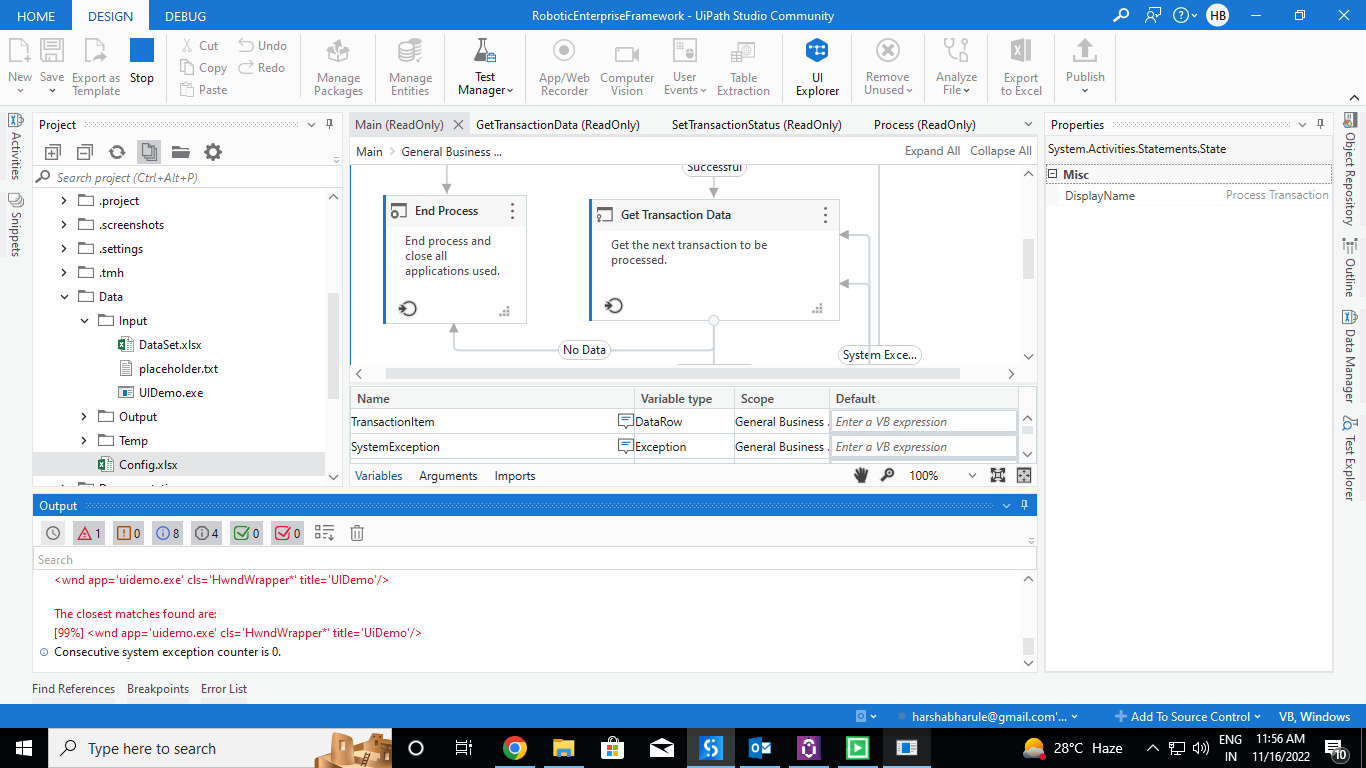 HOME DESIGN DEBUG RoboticEnterpriseFramework - UiPath Studio Community HB
New Save Export as Template Stop Cut Copy Paste Undo Redo Manage Packages Manage Entities Test Manager App/Web Recorder Computer Vision User Events Table Extraction UI Explorer Remove Unused Analyze File Export to Excel Publish
Activities
Snippets
Project
Search project (Ctrl+Alt+P)
.project
.screenshots
.settings
.tmh
Data
Input
DataSet.xlsx
placeholder.txt
UIDemo.exe
Output
Temp
Config.xlsx
Main (ReadOnly) GetTransactionData (ReadOnly) SetTransactionStatus (ReadOnly) Process (ReadOnly)
Main General Business ... Expand All Collapse All
Successful
End Process
End process and
close all
applications used.
Get Transaction Data
Get the next transaction to be
processed.
No Data
System Exce...
Name Variable type Scope Default
TransactionItem DataRow General Business . Enter a VB expression
SystemException Exception General Business . Enter a VB expression
Variables Arguments Imports 100%
Properties
System.Activities.Statements.State
Misc
DisplayName Process Transaction
Object Repository
Outline
Data Manager
Test Explorer
Output
1 0 8 4 0 0
Search
<wnd app='uidemo.exe' cls='HwndWrapper*' title='UIDemo'/>
The closest matches found are:
[99%] <wnd app='uidemo.exe' cls='HwndWrapper*' title='UiDemo'/>
Consecutive system exception counter is 0.
Find References Breakpoints Error List
harshabharule@gmail.com'... Add To Source Control VB, Windows
Type here to search 28°C Haze ENG IN 11:56 AM 11/16/2022 10